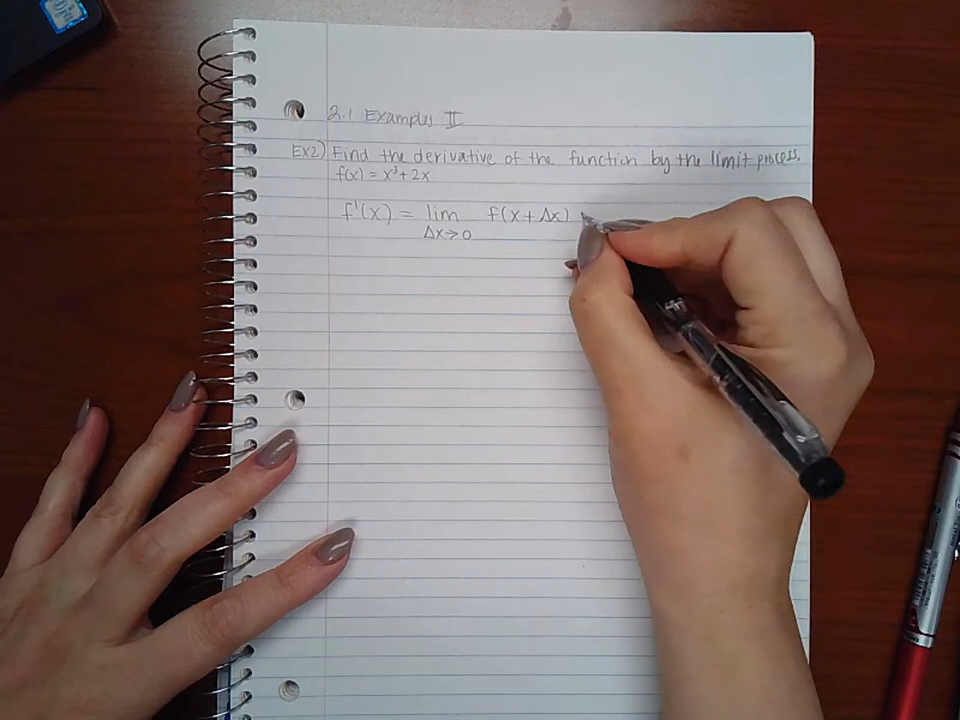 2.1 Examples II
Ex2) Find the derivative of the function by the limit process.
f(x) = x³ + 2x
f'(x) = lim f(x + Δx)
Δx→0